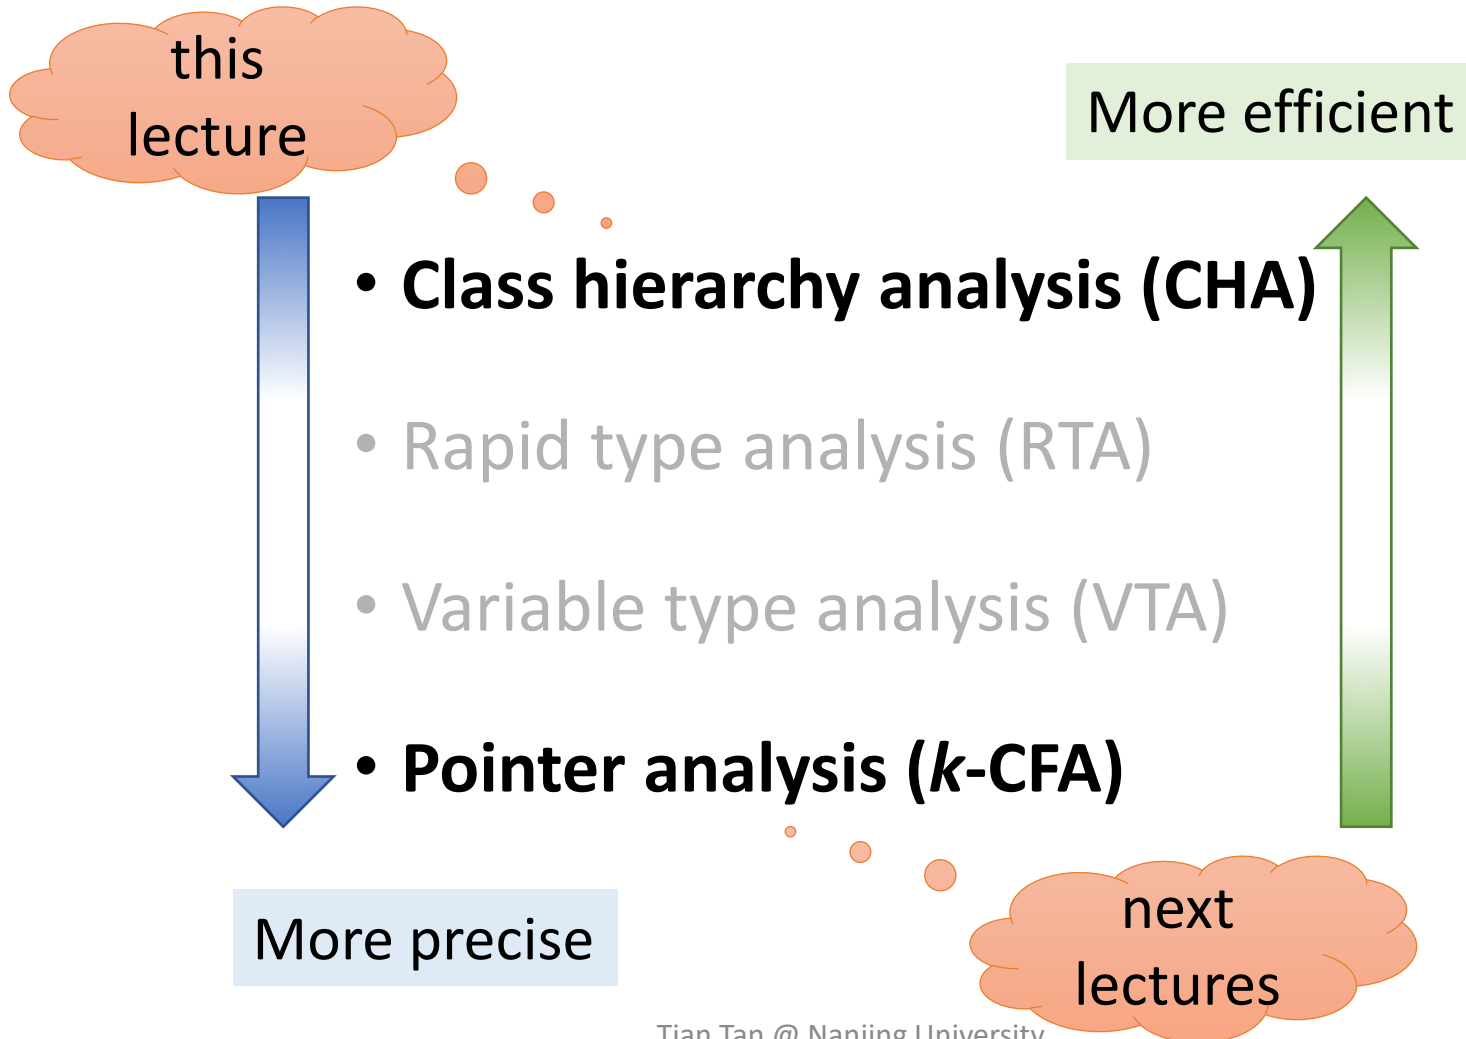 this
lecture
More efficient
• Class hierarchy analysis (CHA)
• Rapid type analysis (RTA)
• Variable type analysis (VTA)
• Pointer analysis (k-CFA)
More precise
next
lectures
Tian Tan @ Nanjing University